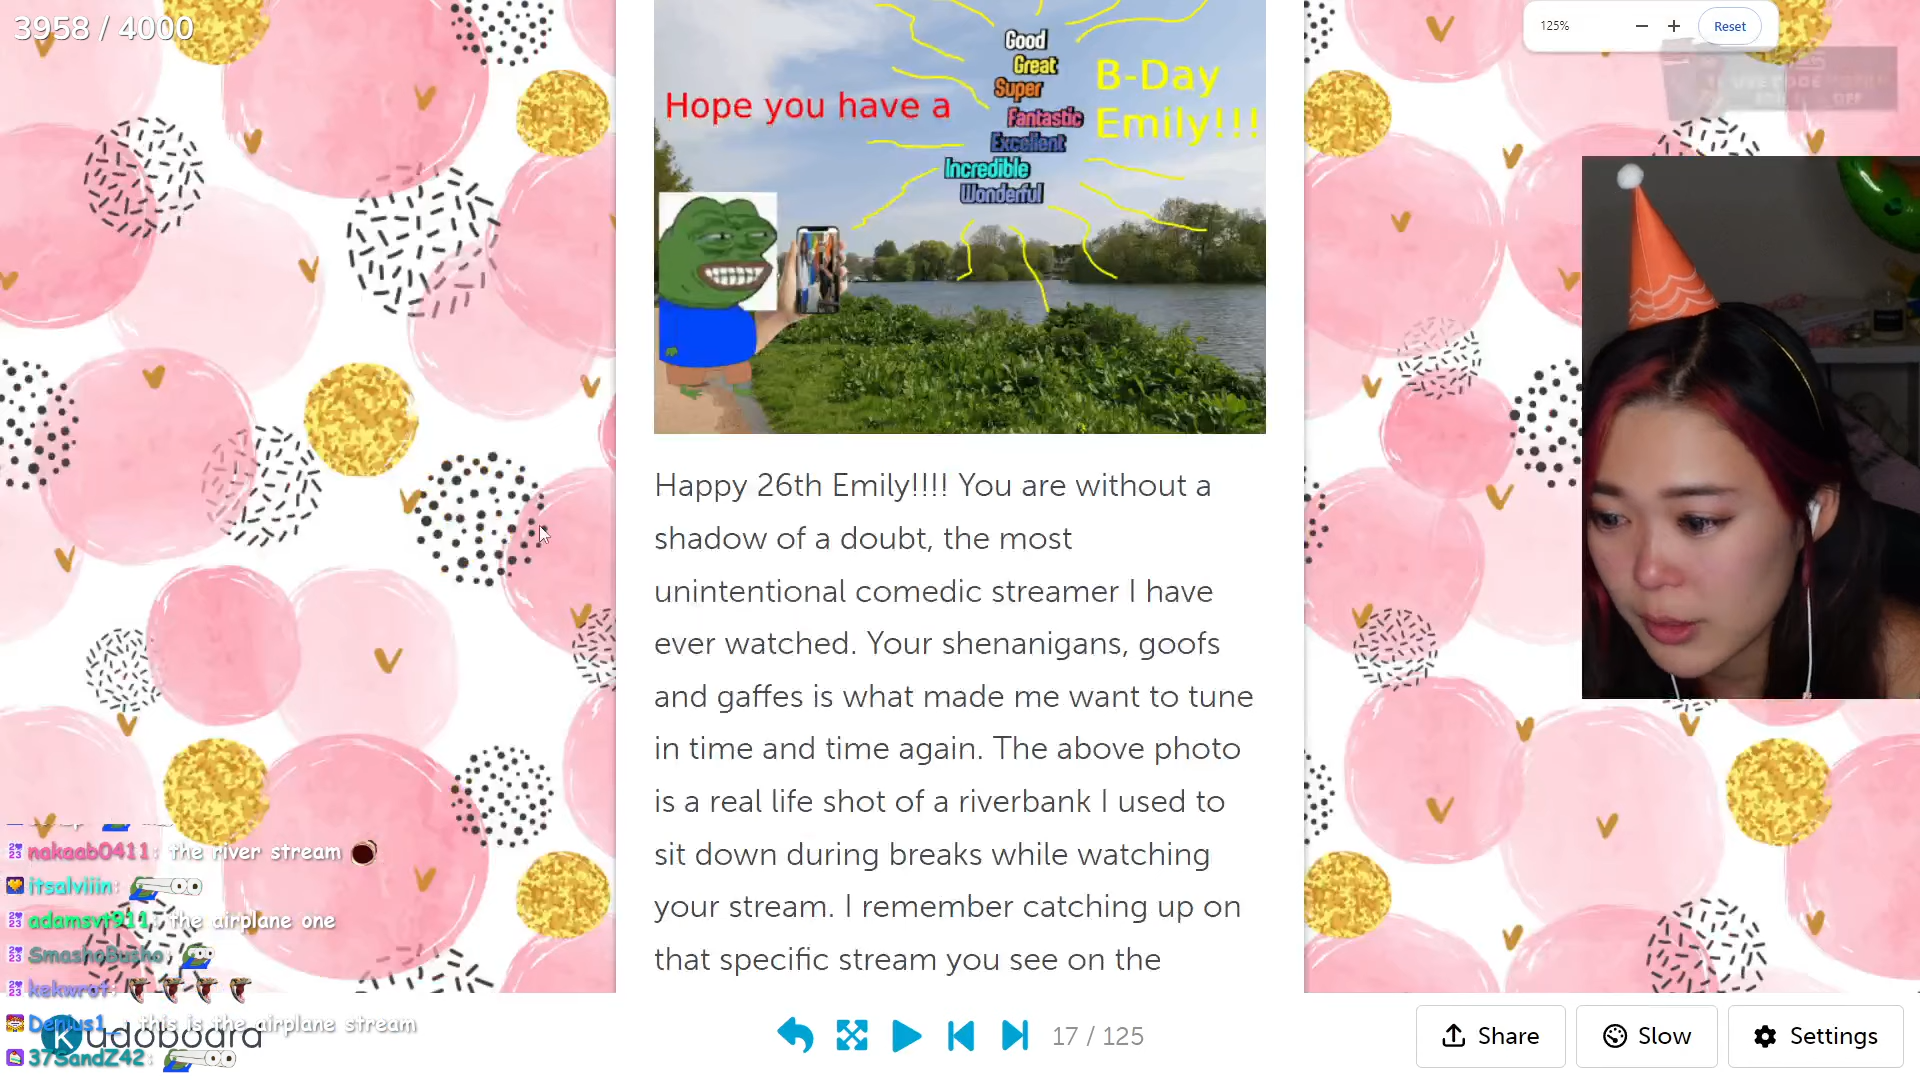 3958 / 4000
125%
Reset
Good
Great
Super
Fantastic
Excellent
Incredible
Wonderful
Hope you have a
B-Day
Emily!!!
Happy 26th Emily!!!! You are without a
shadow of a doubt, the most
unintentional comedic streamer I have
ever watched. Your shenanigans, goofs
and gaffes is what made me want to tune
in time and time again. The above photo
is a real life shot of a riverbank I used to
sit down during breaks while watching
your stream. I remember catching up on
that specific stream you see on the
nakaab0411: the river stream
itsalviiin:
adamsvt911: the airplane one
SmashoBusho:
kekwrof:
Denius1_: this is the airplane stream
37SandZ42:
Kudoboard
17 / 125
Share
Slow
Settings